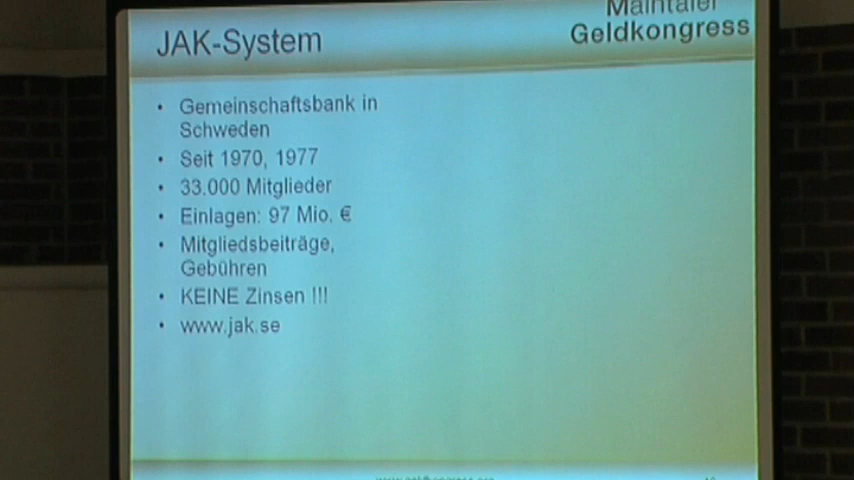 JAK-System
Maintaler
Geldkongress
• Gemeinschaftsbank in
Schweden
• Seit 1970, 1977
• 33.000 Mitglieder
• Einlagen: 97 Mio. €
• Mitgliedsbeiträge,
Gebühren
• KEINE Zinsen !!!
• www.jak.se